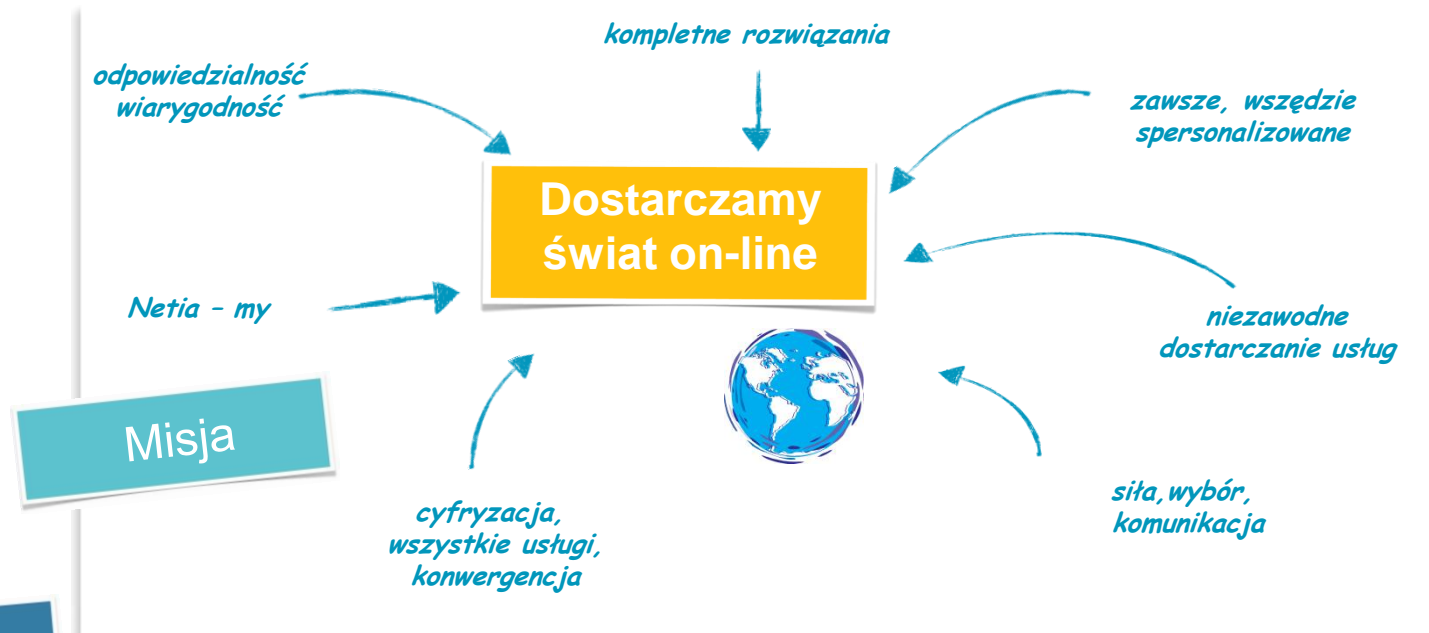 kompletne rozwiązania
odpowiedzialność
wiarygodność
zawsze, wszędzie
spersonalizowane
Dostarczamy
świat on-line
Netia – my
niezawodne
dostarczanie usług
Misja
siła,wybór,
komunikacja
cyfryzacja,
wszystkie usługi,
konwergencja